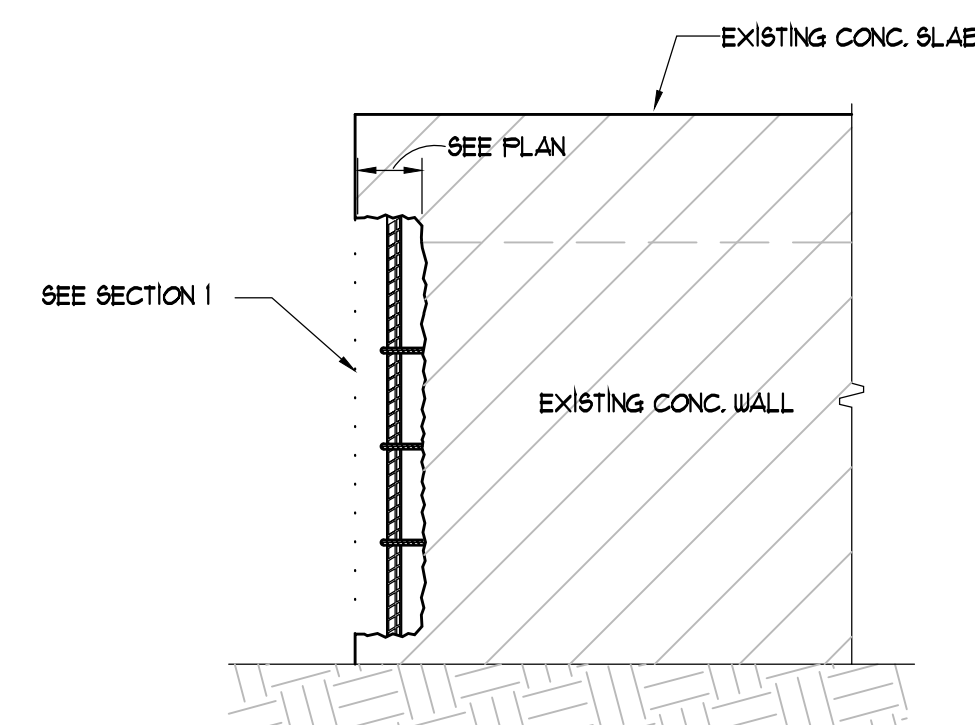 EXISTING CONC. SLAB
SEE PLAN
SEE SECTION 1
EXISTING CONC. WALL